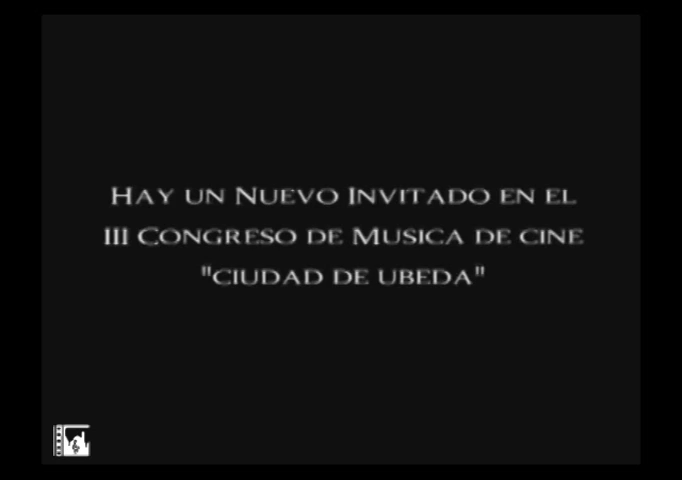 Hay un Nuevo Invitado en el
III Congreso de Musica de cine
"ciudad de ubeda"